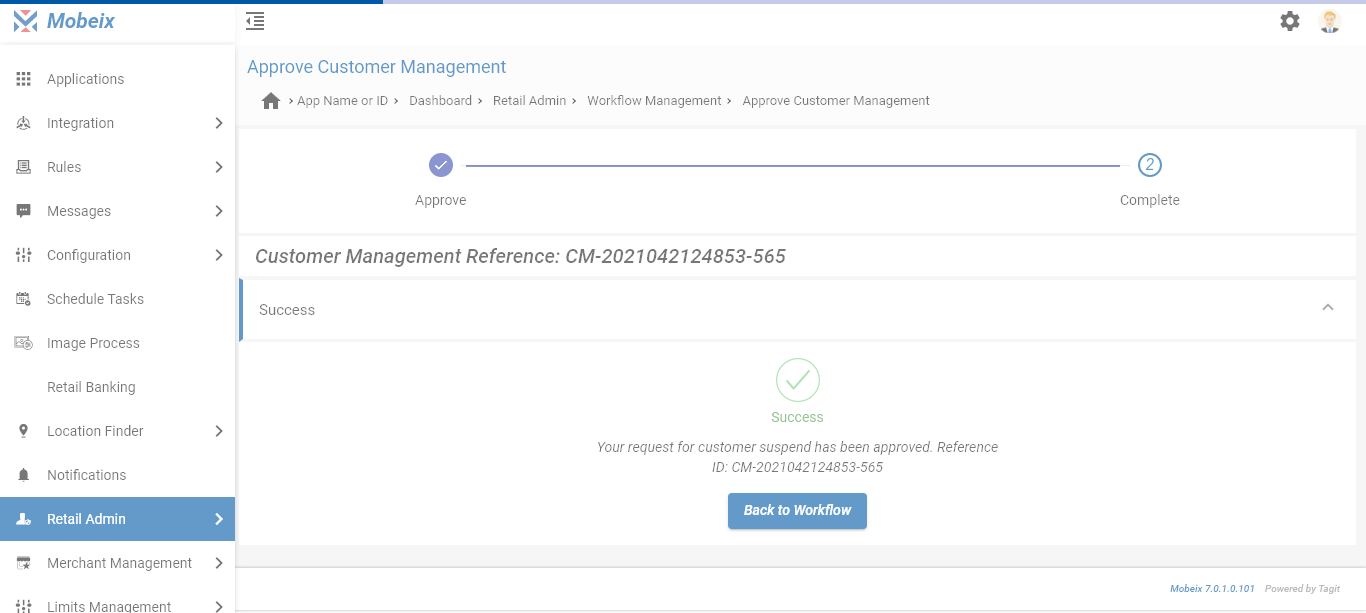 Mobeix
Applications
Integration
Rules
Messages
Configuration
Schedule Tasks
Image Process
Retail Banking
Location Finder
Notifications
Retail Admin
Merchant Management
Limits Management
Approve Customer Management
App Name or ID Dashboard Retail Admin Workflow Management Approve Customer Management
2
Approve Complete
Customer Management Reference: CM-2021042124853-565
Success
Success
Your request for customer suspend has been approved. Reference
ID: CM-2021042124853-565
Back to Workflow
Mobeix 7.0.1.0.101 Powered by Tagit